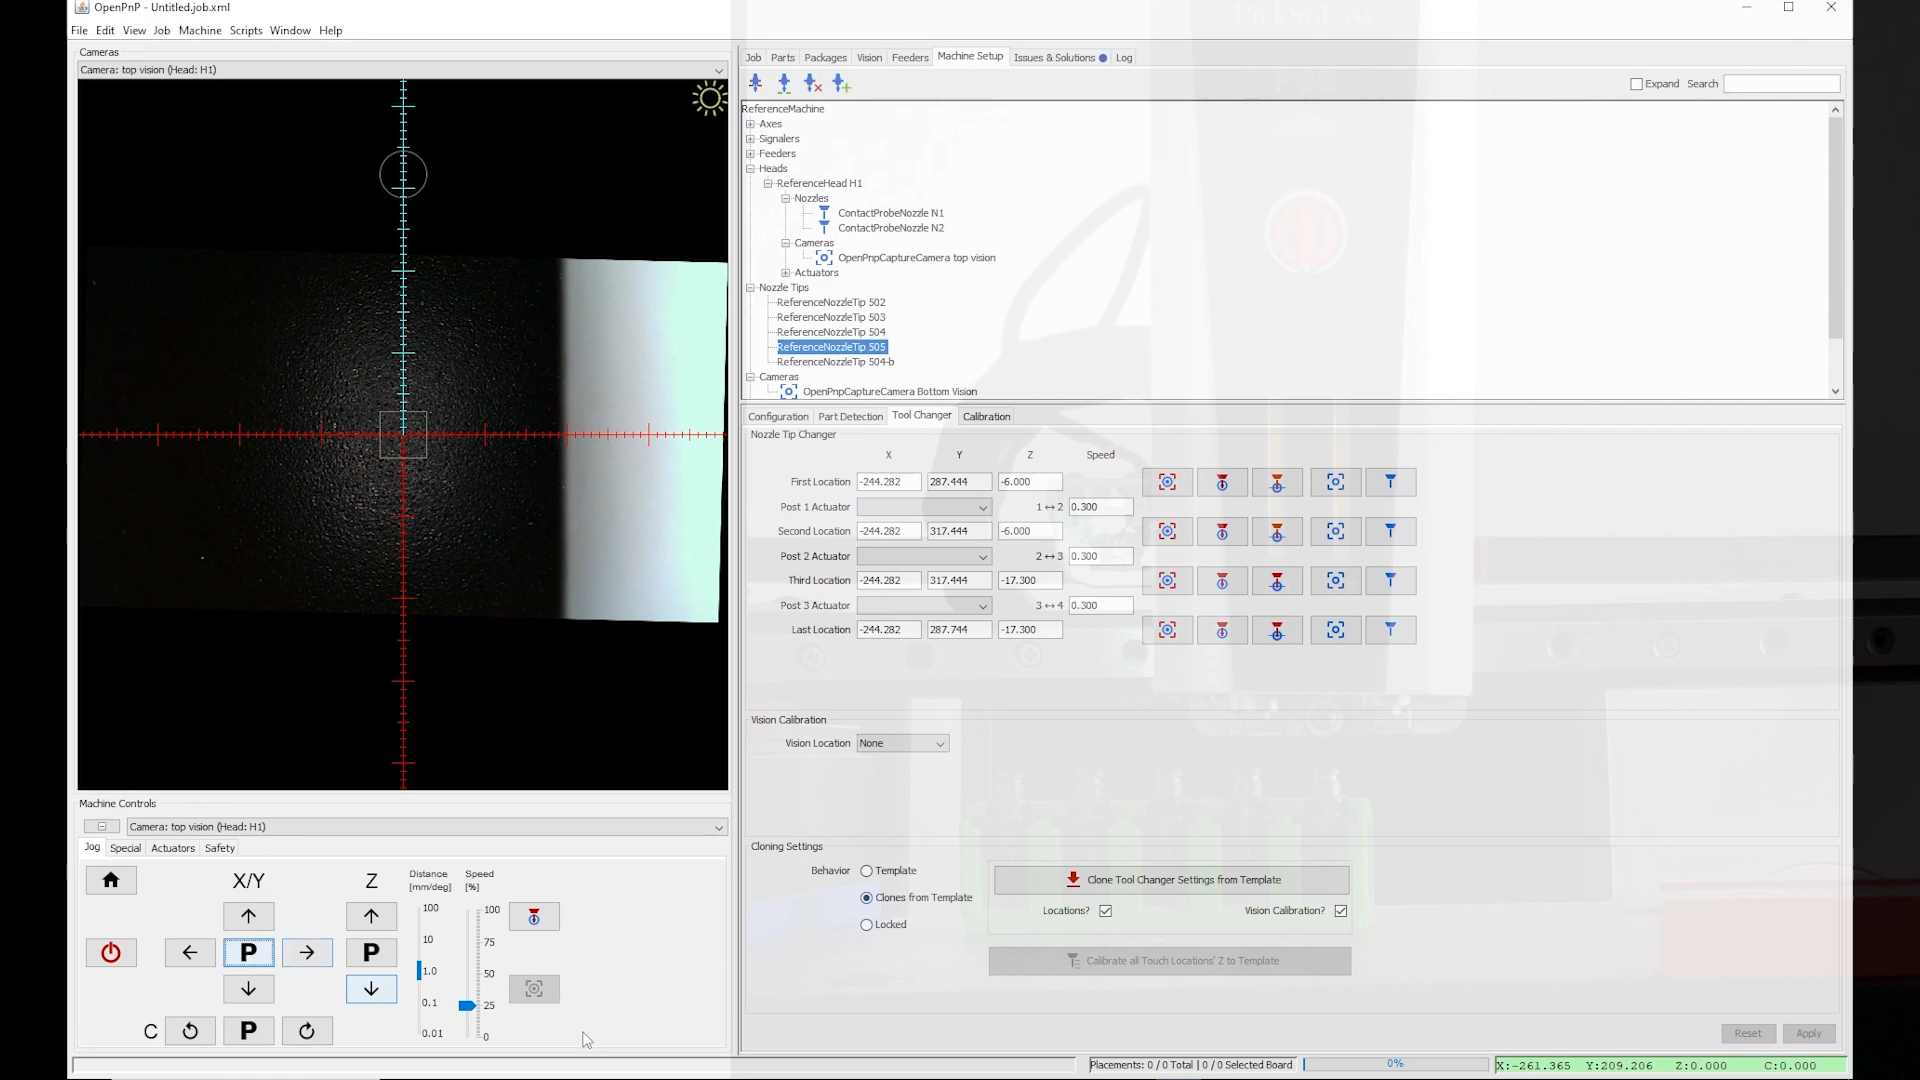 OpenPnP - Untitled.job.xml
File Edit View Job Machine Scripts Window Help
Cameras
Camera: top vision (Head: H1)
Job Parts Packages Vision Feeders Machine Setup Issues & Solutions Log
Expand Search
ReferenceMachine
Axes
Signalers
Feeders
Heads
ReferenceHead H1
Nozzles
ContactProbeNozzle N1
ContactProbeNozzle N2
Cameras
OpenPnpCaptureCamera top vision
Actuators
Nozzle Tips
ReferenceNozzleTip 502
ReferenceNozzleTip 503
ReferenceNozzleTip 504
ReferenceNozzleTip 505
ReferenceNozzleTip 504-b
Cameras
OpenPnpCaptureCamera Bottom Vision
Configuration Part Detection Tool Changer Calibration
Nozzle Tip Changer
X Y Z Speed
First Location -244.282 287.444 -6.000
Post 1 Actuator 1↔2 0.300
Second Location -244.282 317.444 -6.000
Post 2 Actuator 2↔3 0.300
Third Location -244.282 317.444 -17.300
Post 3 Actuator 3↔4 0.300
Last Location -244.282 287.744 -17.300
Vision Calibration
Vision Location None
Cloning Settings
Behavior Template
Clones from Template
Locked
Clone Tool Changer Settings from Template
Locations? Vision Calibration?
Calibrate all Touch Locations' Z to Template
Reset Apply
Machine Controls
Camera: top vision (Head: H1)
Jog Special Actuators Safety
X/Y Z
Distance [mm/deg]
Speed [%]
100 100
10 75
1.0 50
0.1 25
0.01 0
P P
C P
Placements: 0 / 0 Total | 0 / 0 Selected Board
0%
X:-261.365 Y:209.206 Z:0.000 C:0.000